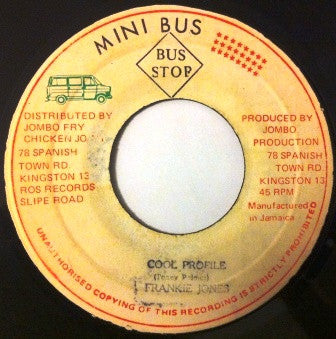 MINI BUS
BUS
STOP
DISTRIBUTED BY
JOMBO FRY
CHICKEN JO
78 SPANISH
TOWN RD.
KINGSTON 13
ROS RECORDS
SLIPE ROAD
PRODUCED BY
JOMBO
PRODUCTION
78 SPANISH
TOWN RD.
KINGSTON 13
45 RPM
Manufactured
in Jamaica
COOL PROFILE
FRANKIE JONES
UNAUTHORISED COPYING OF THIS RECORDING IS STRICTLY PROHIBITED